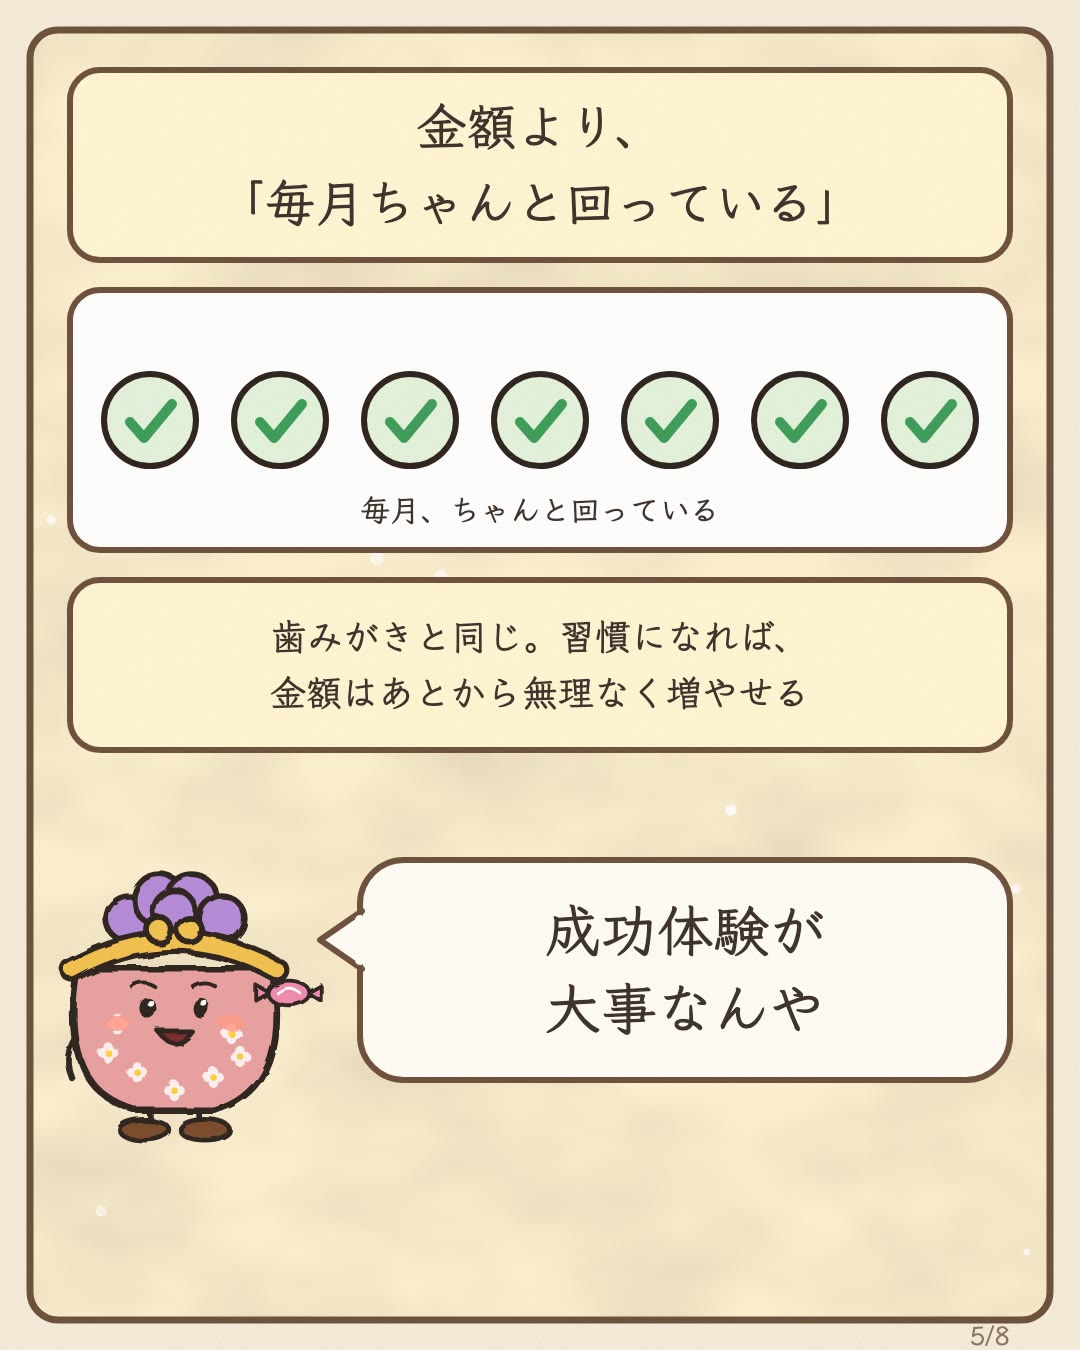 金額より、
「毎月ちゃんと回っている」
毎月、ちゃんと回っている
歯みがきと同じ。習慣になれば、
金額はあとから無理なく増やせる
成功体験が
大事なんや
5/8